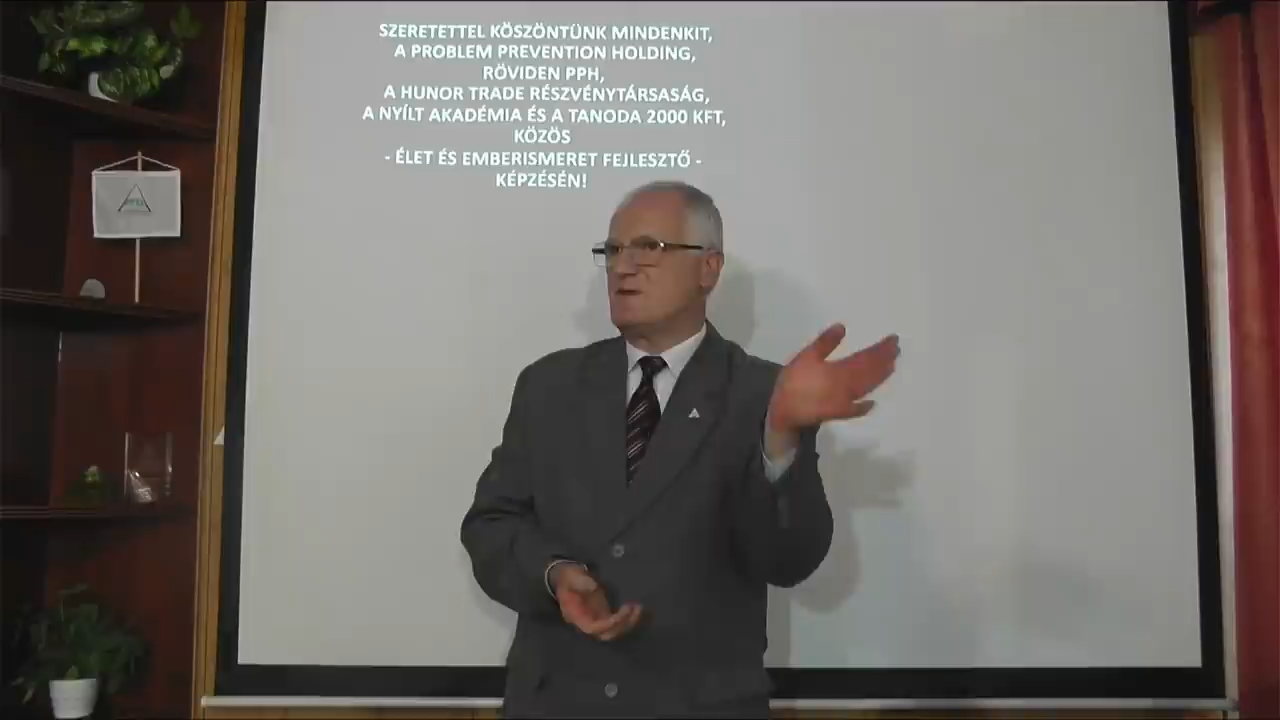 SZERETETTEL KÖSZÖNTÜNK MINDENKIT,
A PROBLEM PREVENTION HOLDING,
RÖVIDEN PPH,
A HUNOR TRADE RÉSZVÉNYTÁRSASÁG,
A NYÍLT AKADÉMIA ÉS A TANODA 2000 KFT,
KÖZÖS
- ÉLET ÉS EMBERISMERET FEJLESZTŐ -
KÉPZÉSÉN!